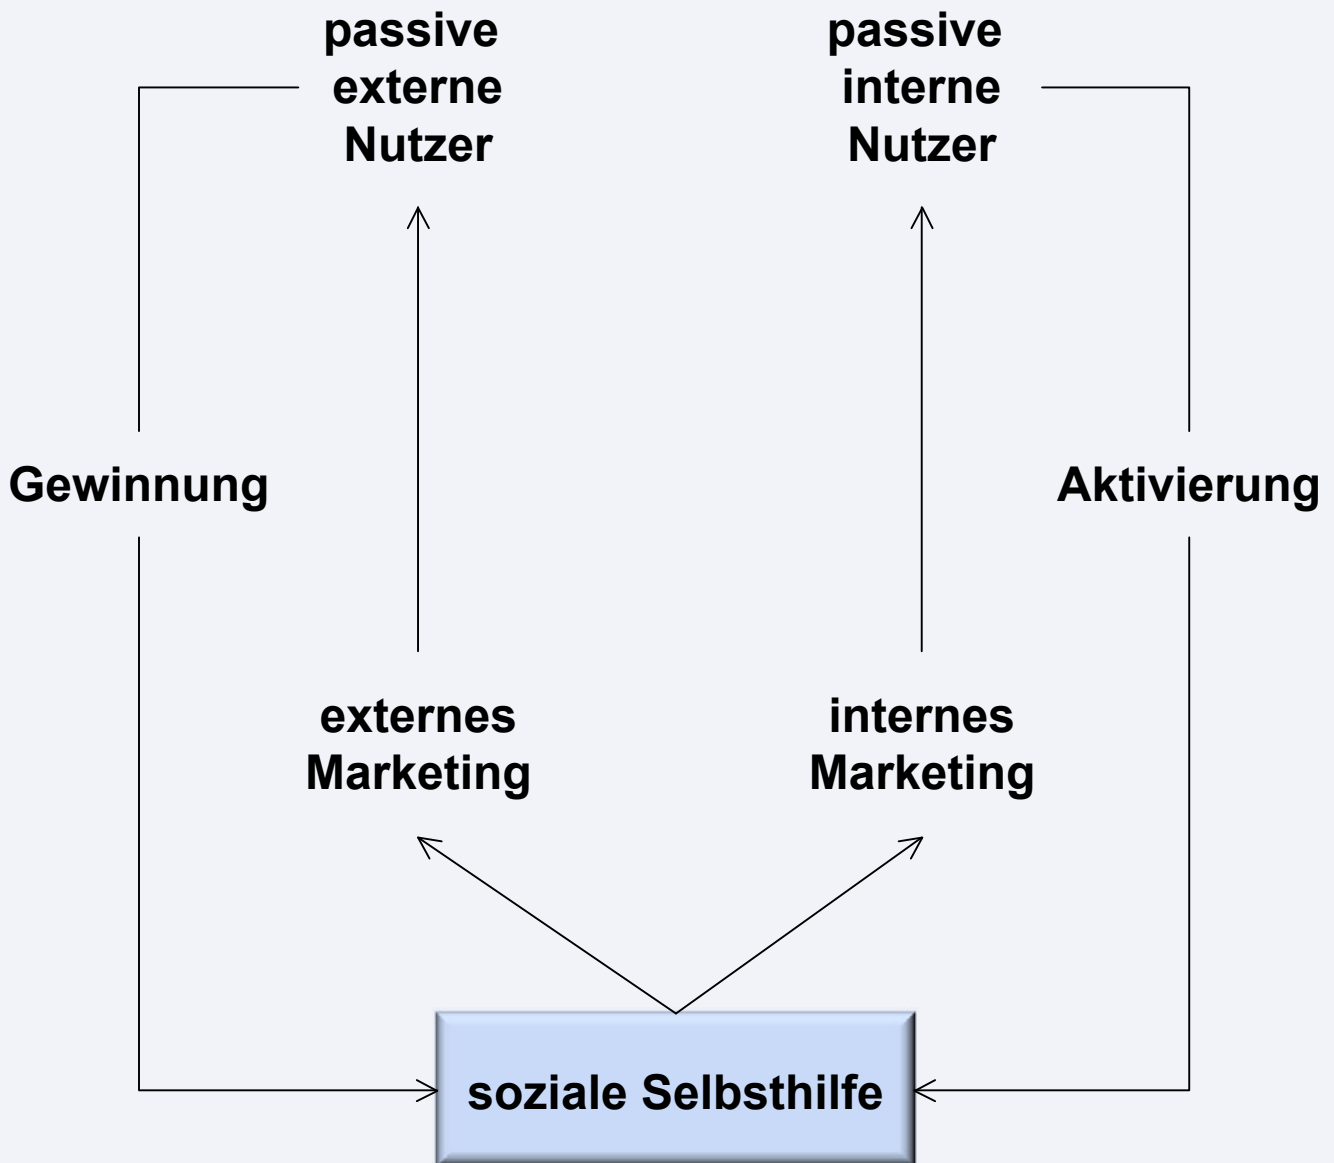 passive
externe
Nutzer
passive
interne
Nutzer
Gewinnung
Aktivierung
externes
Marketing
internes
Marketing
soziale Selbsthilfe